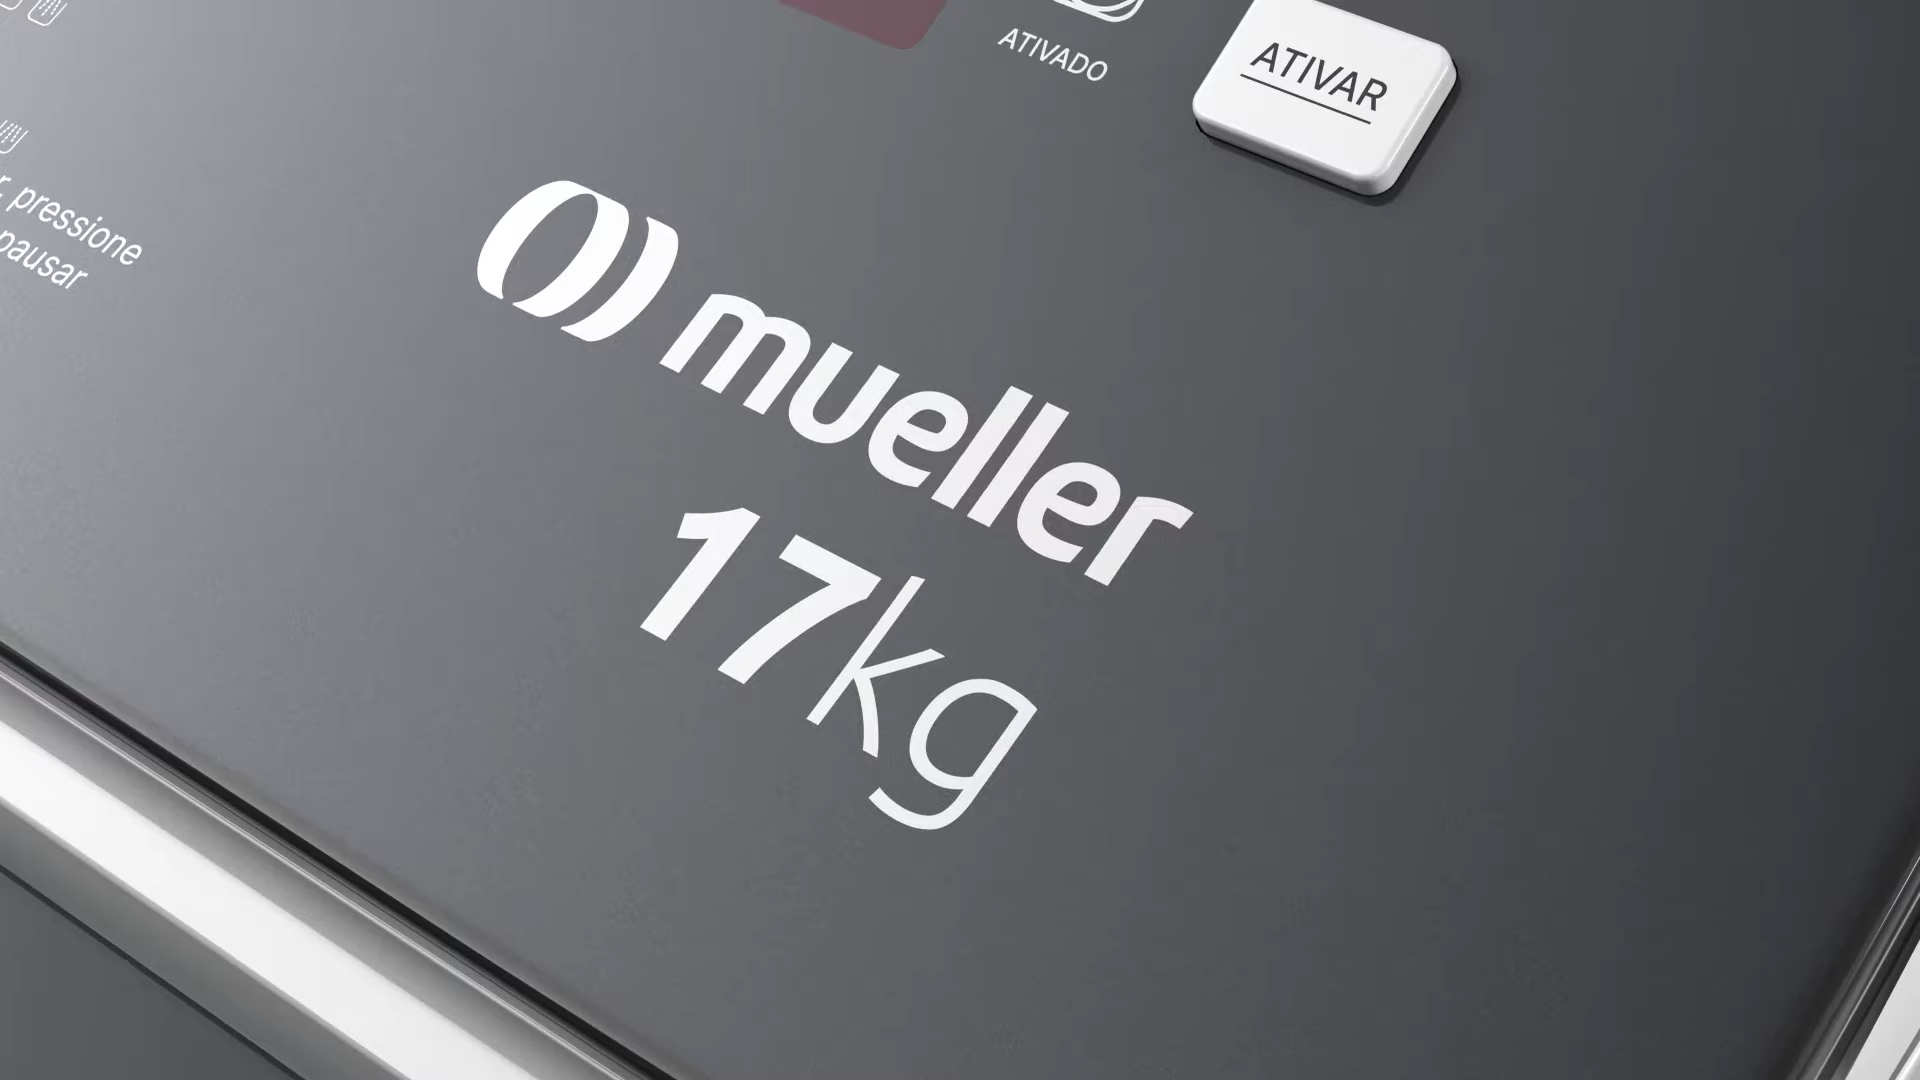 ATIVADO
ATIVAR
pressione
pausar
mueller
17kg